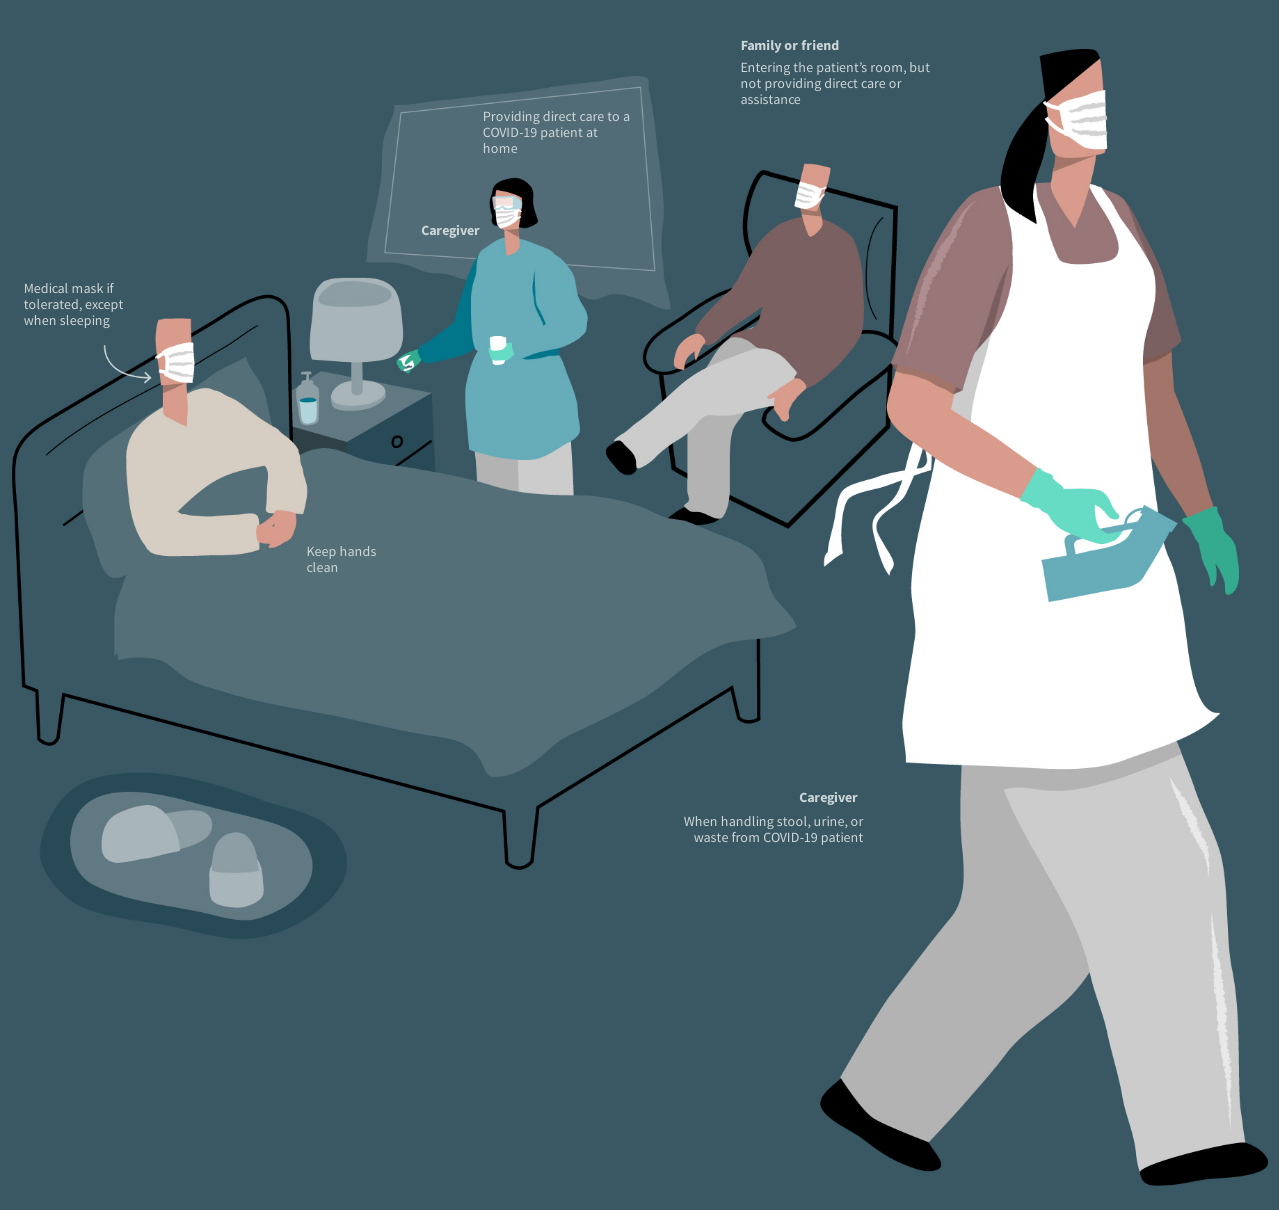 Family or friend
Entering the patient's room, but
not providing direct care or
assistance
Providing direct care to a
COVID-19 patient at
home
Caregiver
Medical mask if
tolerated, except
when sleeping
Keep hands
clean
Caregiver
When handling stool, urine, or
waste from COVID-19 patient